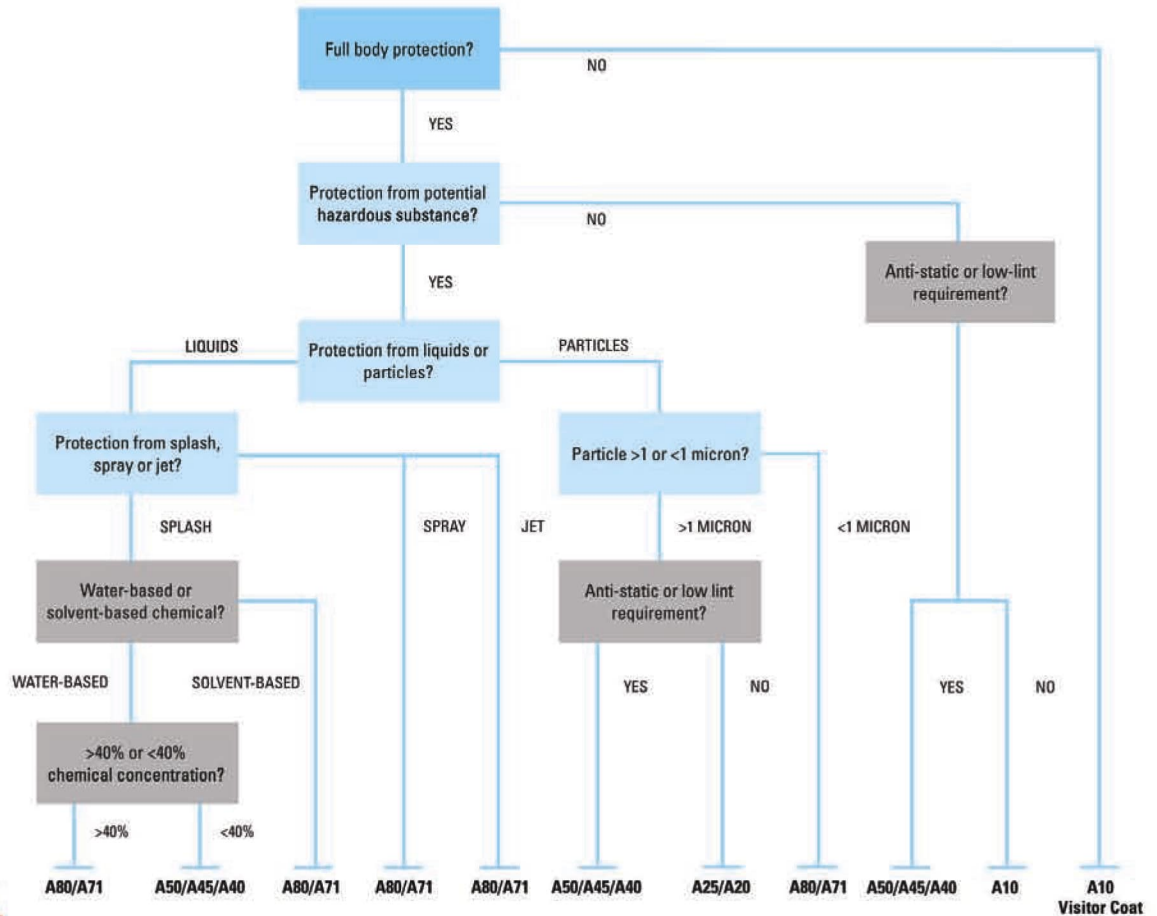 Full body protection?
NO
YES
Protection from potential
hazardous substance?
NO
Anti-static or low-lint
requirement?
YES
LIQUIDS
Protection from liquids or
particles?
PARTICLES
Protection from splash,
spray or jet?
Particle >1 or <1 micron?
SPLASH
SPRAY
JET
>1 MICRON
<1 MICRON
Water-based or
solvent-based chemical?
Anti-static or low lint
requirement?
WATER-BASED
SOLVENT-BASED
YES
NO
YES
NO
>40% or <40%
chemical concentration?
>40%
<40%
A80/A71
A50/A45/A40
A80/A71
A80/A71
A80/A71
A50/A45/A40
A25/A20
A80/A71
A50/A45/A40
A10
A10
Visitor Coat